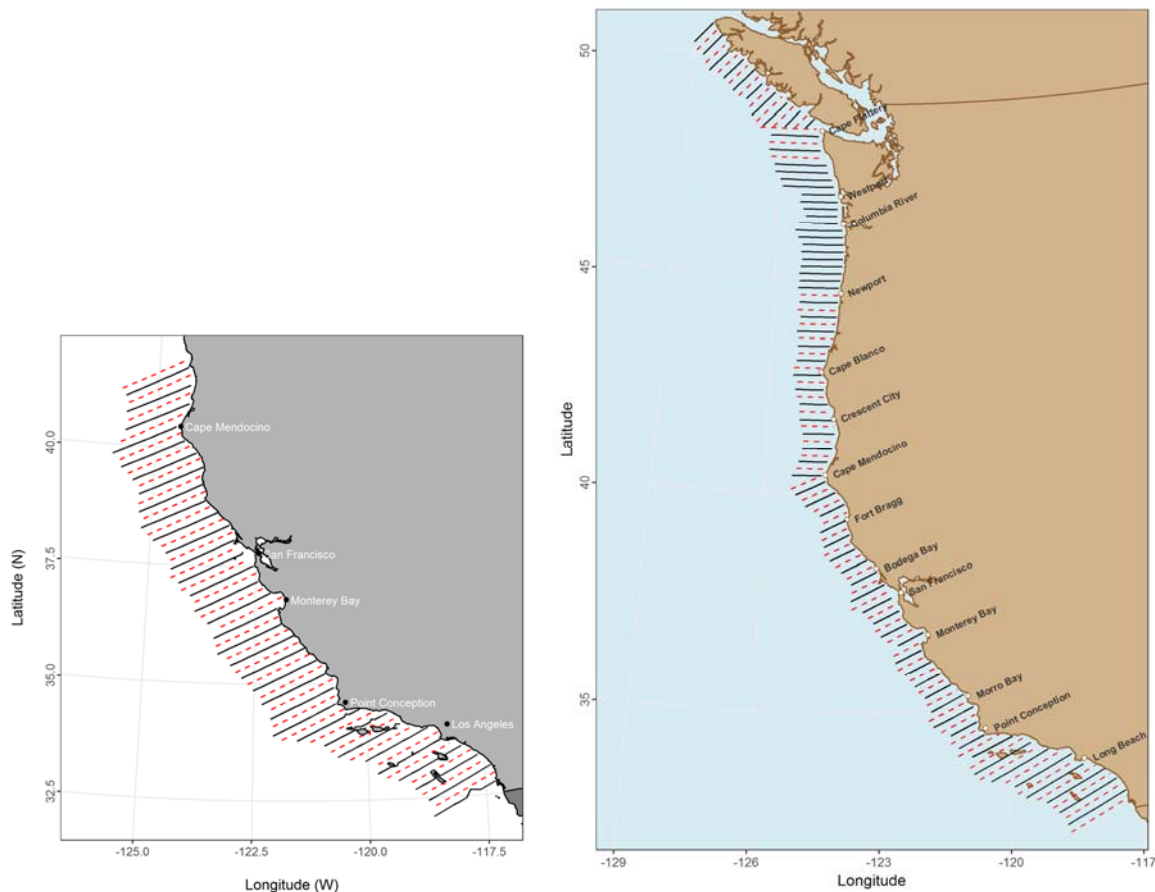 40.0
37.5
35.0
32.5
Latitude (N)
Cape Mendocino
San Francisco
Monterey Bay
Point Conception
Los Angeles
-125.0
-122.5
-120.0
-117.5
Longitude (W)
50
45
40
35
Latitude
Cape Flattery
Westport
Columbia River
Newport
Cape Blanco
Crescent City
Cape Mendocino
Fort Bragg
Bodega Bay
San Francisco
Monterey Bay
Morro Bay
Point Conception
Long Beach
-129
-126
-123
-120
-117
Longitude